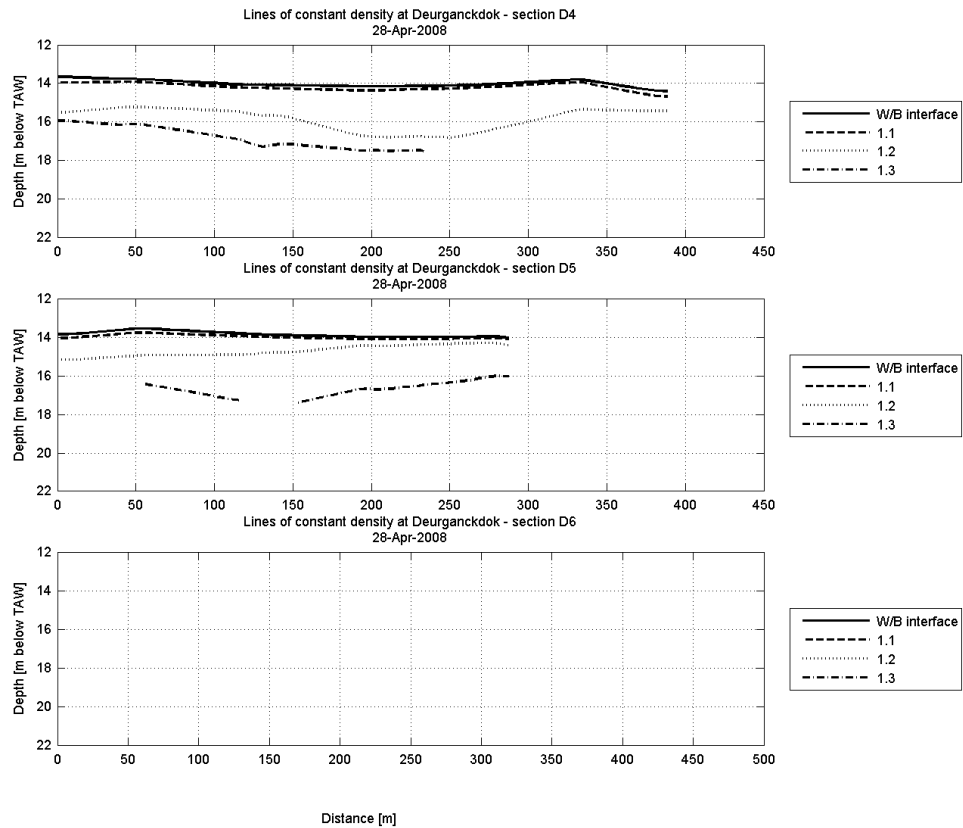 Lines of constant density at Deurganckdok - section D4
28-Apr-2008
Depth [m below TAW]
12
14
16
18
20
22
0 50 100 150 200 250 300 350 400 450
W/B interface
1.1
1.2
1.3
Lines of constant density at Deurganckdok - section D5
28-Apr-2008
Depth [m below TAW]
12
14
16
18
20
22
0 50 100 150 200 250 300 350 400 450
W/B interface
1.1
1.2
1.3
Lines of constant density at Deurganckdok - section D6
28-Apr-2008
Depth [m below TAW]
12
14
16
18
20
22
0 50 100 150 200 250 300 350 400 450 500
W/B interface
1.1
1.2
1.3
Distance [m]